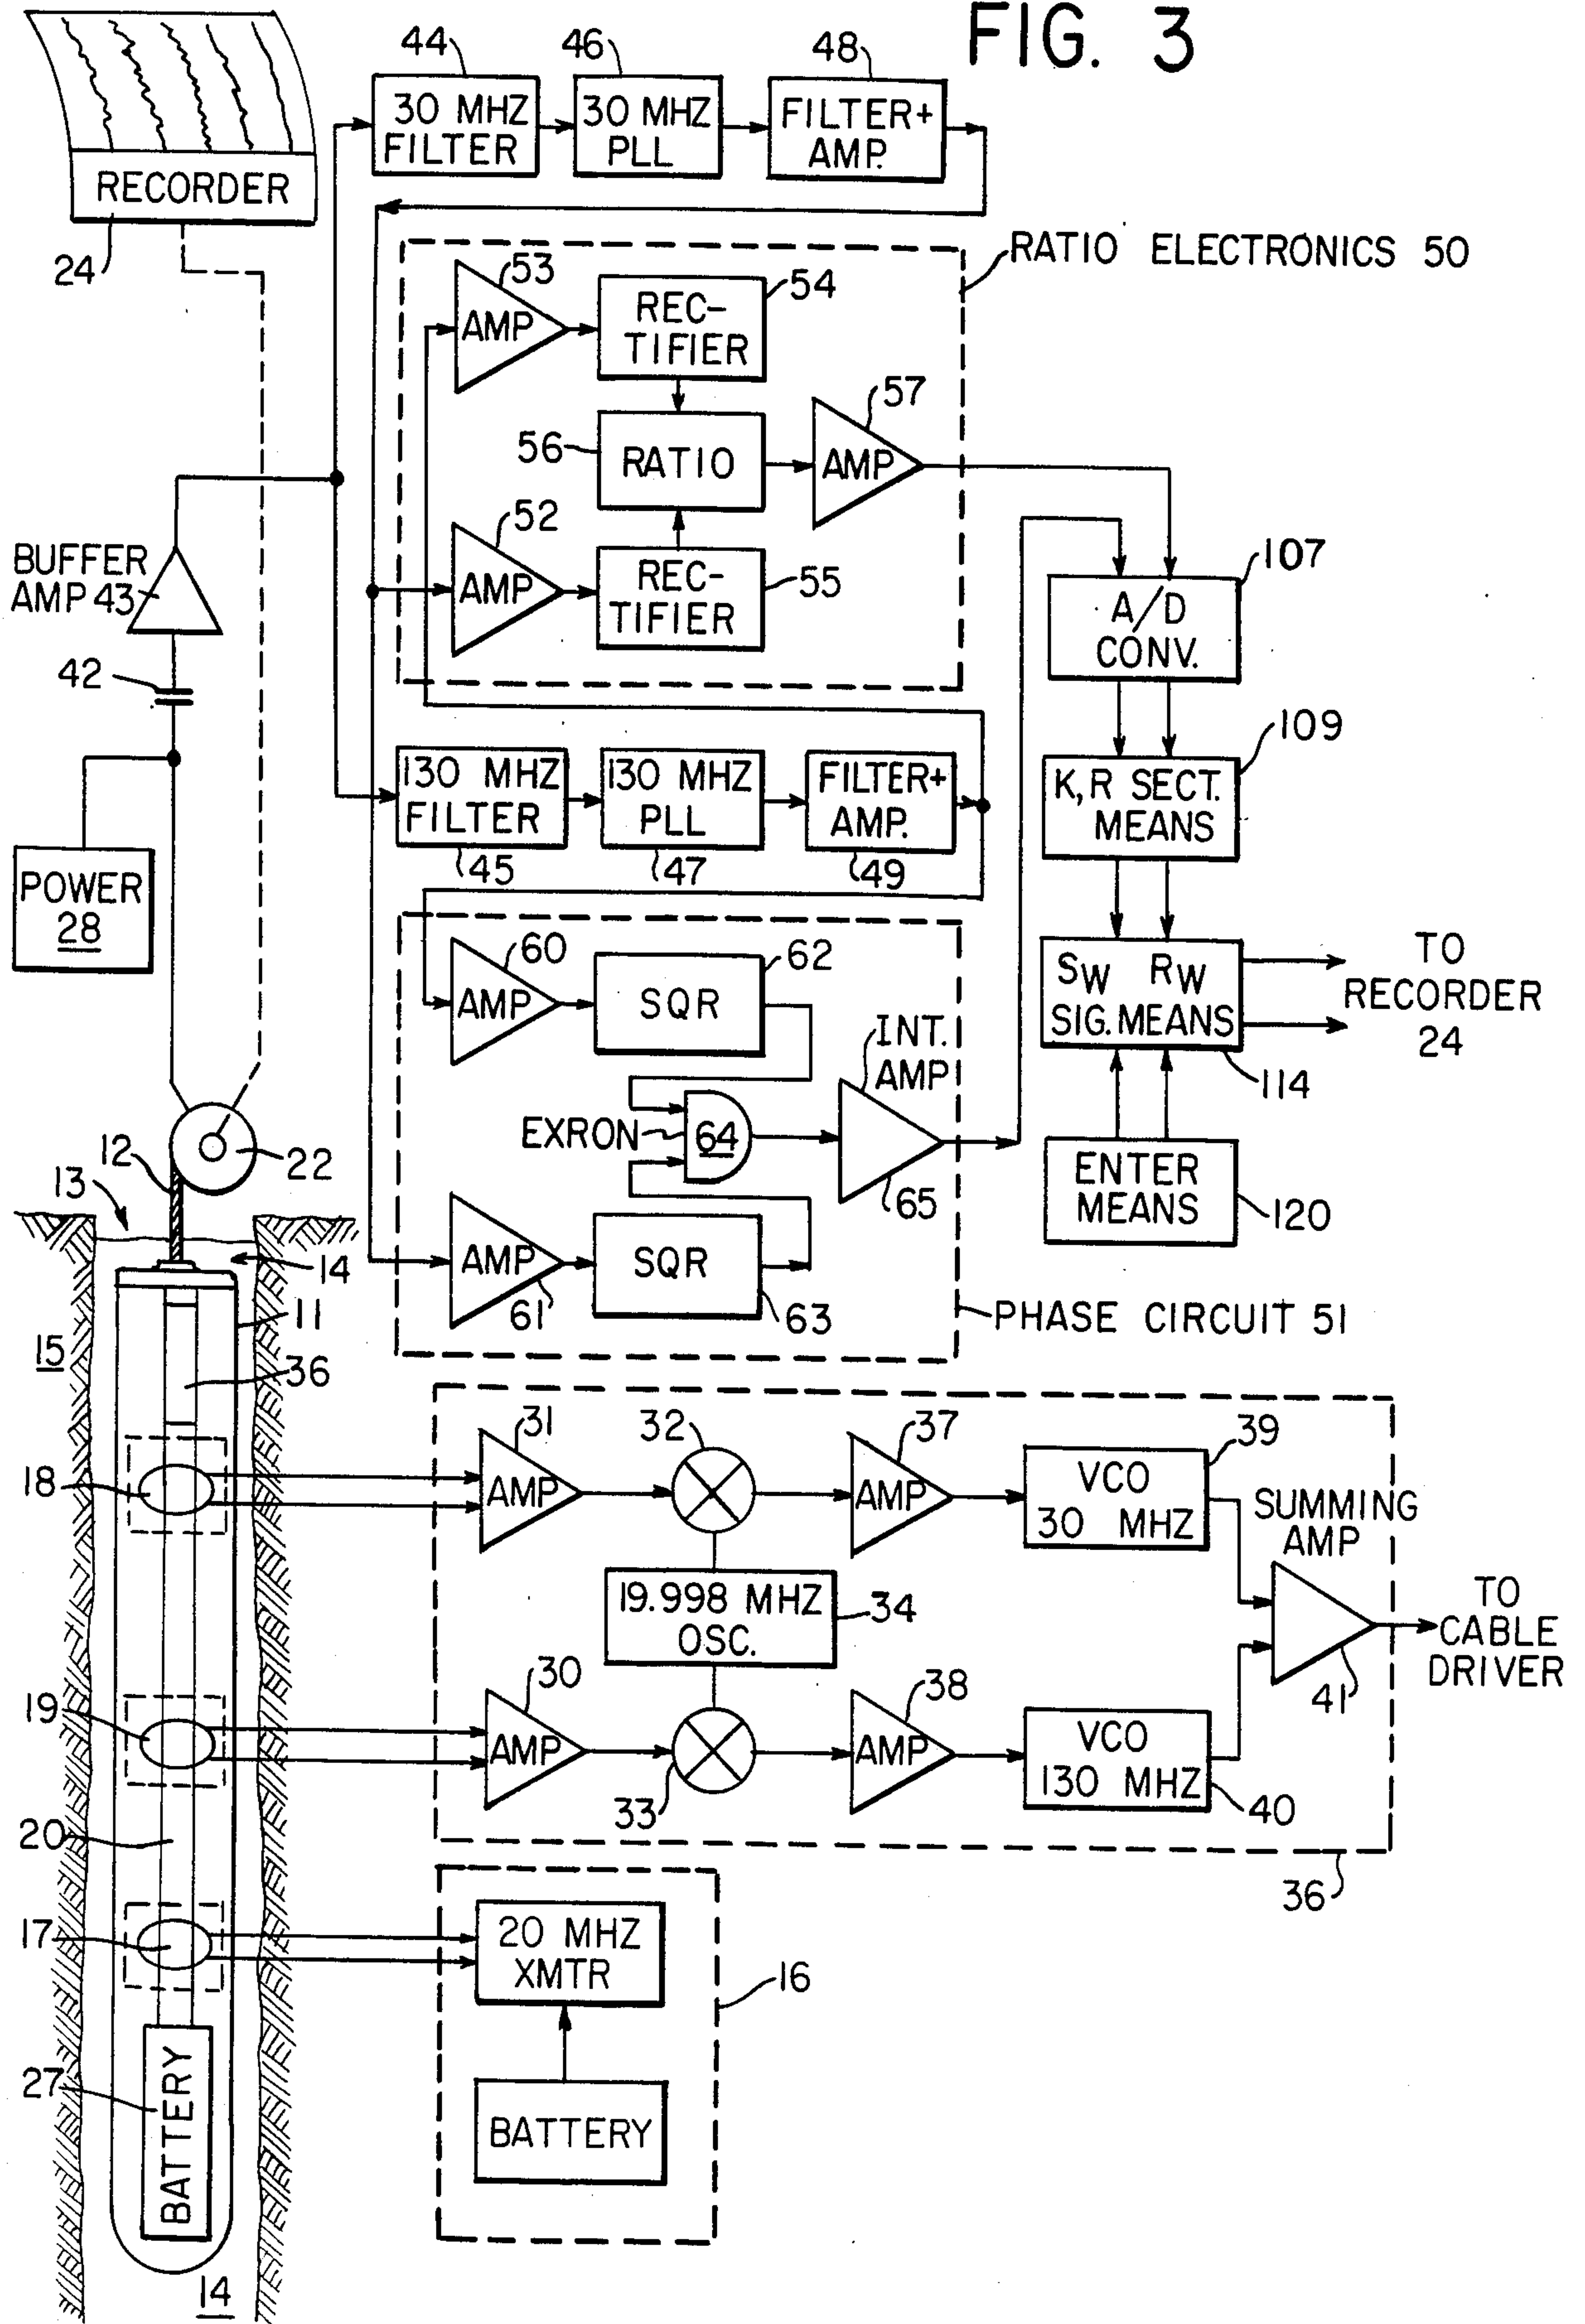 FIG. 3
44
46
48
30 MHZ
FILTER
30 MHZ
PLL
FILTER+
AMP.
RECORDER
24
RATIO ELECTRONICS 50
53
AMP
REC-
TIFIER
54
56
RATIO
57
AMP
52
AMP
REC-
TIFIER
55
BUFFER
AMP 43
42
107
A/D
CONV.
109
K, R SECT.
MEANS
130 MHZ
FILTER
130 MHZ
PLL
FILTER+
AMP.
45
47
49
POWER
28
60
AMP
62
SQR
INT.
AMP
SW RW
SIG. MEANS
114
TO
RECORDER
24
EXRON
64
65
ENTER
MEANS
120
12
13
22
14
61
AMP
SQR
63
PHASE CIRCUIT 51
11
15
36
18
31
AMP
32
37
AMP
39
VCO
30 MHZ
SUMMING
AMP
19.998 MHZ
OSC.
34
TO
CABLE
DRIVER
41
19
30
AMP
33
38
AMP
VCO
130 MHZ
40
20
36
17
20 MHZ
XMTR
16
27
BATTERY
BATTERY
14